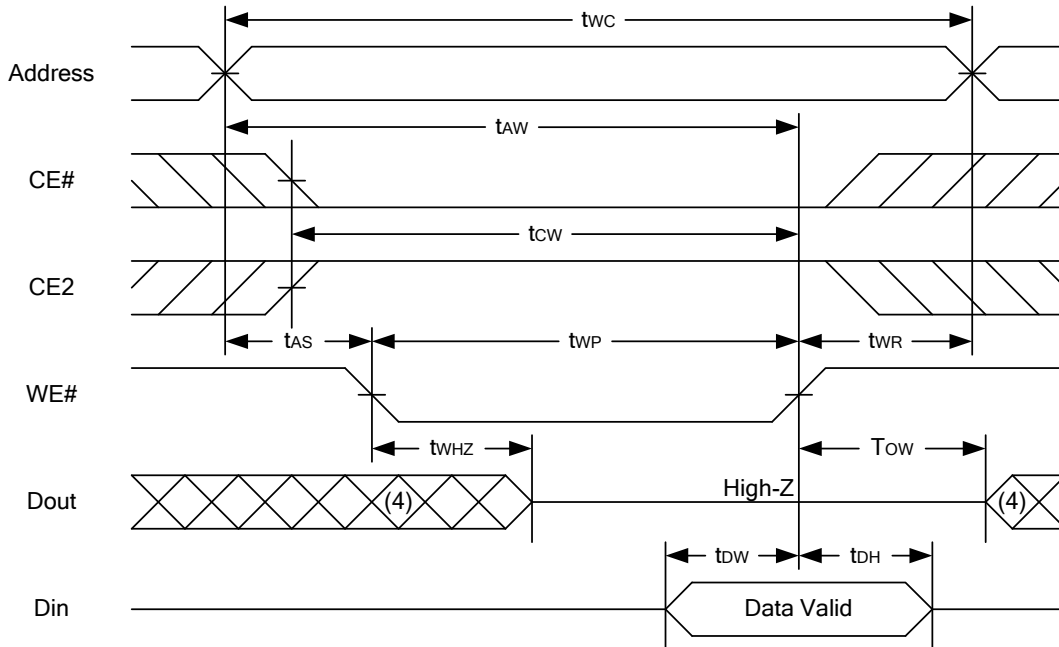 tWC
Address
tAW
CE#
tCW
CE2
tAS tWP tWR
WE#
tWHZ TOW
Dout (4) High-Z (4)
tDW tDH
Din Data Valid